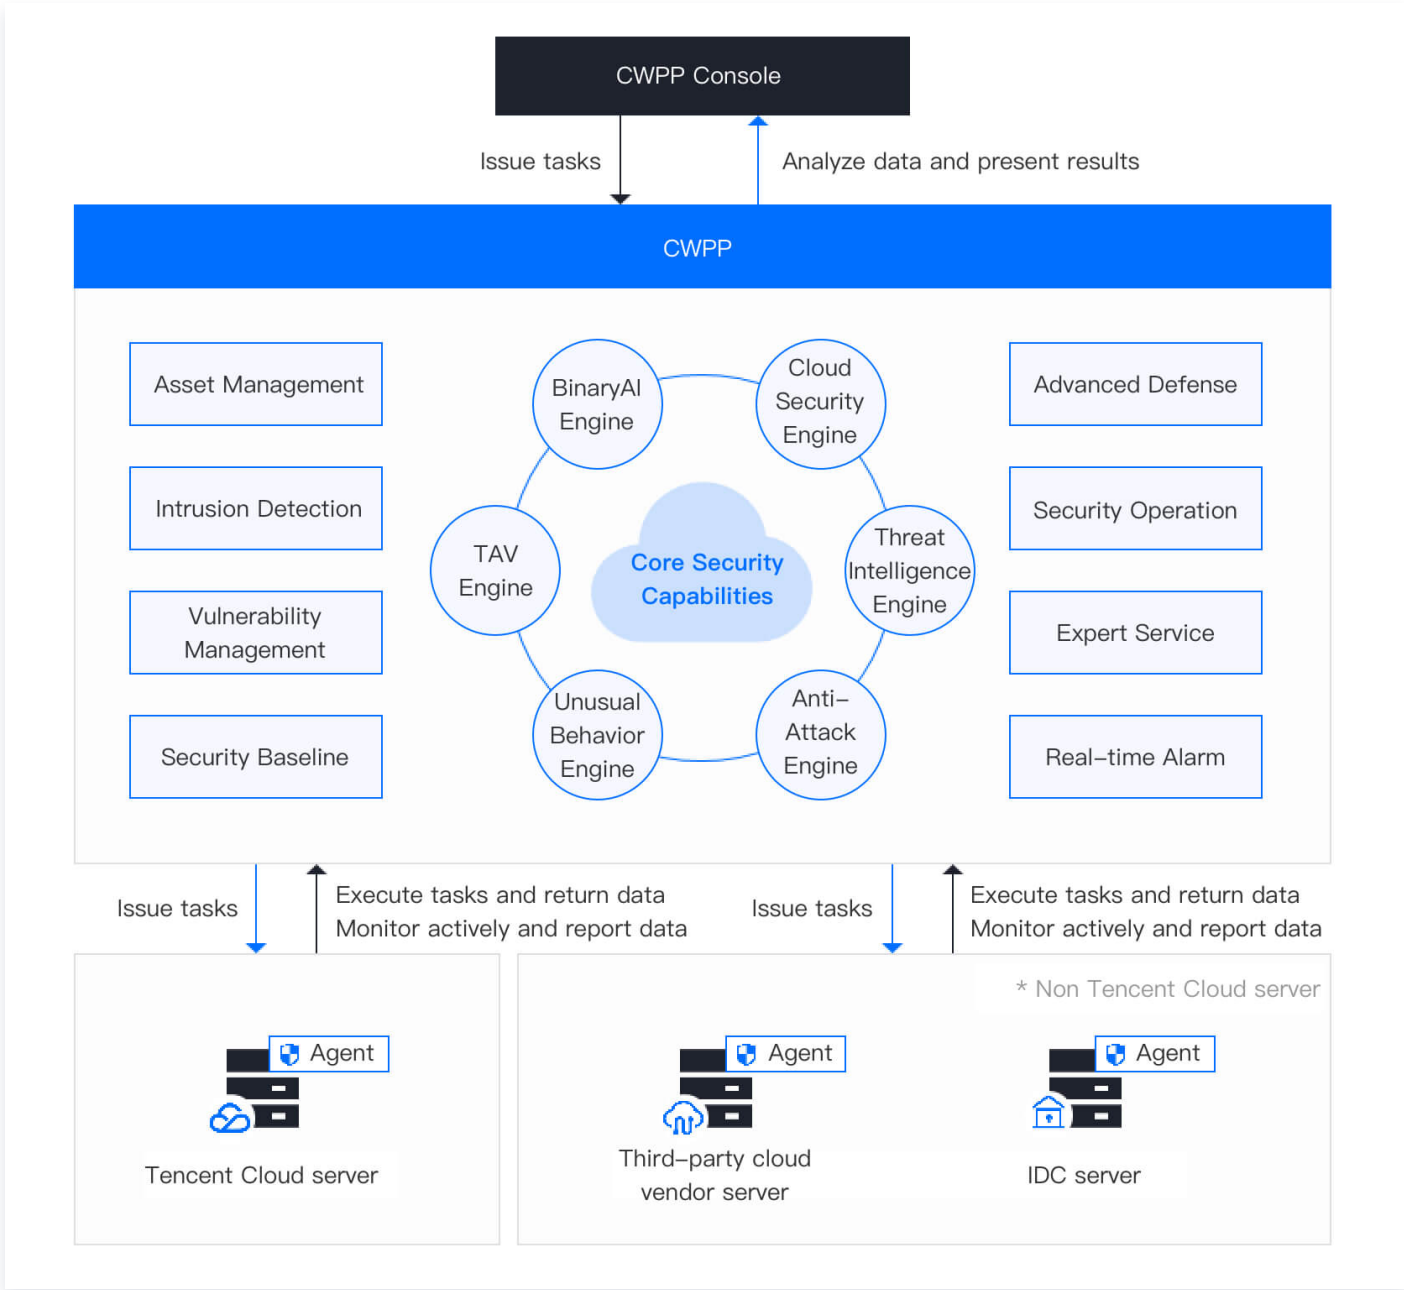 CWPP Console
Issue tasks
Analyze data and present results
CWPP
Asset Management
Intrusion Detection
Vulnerability
Management
Security Baseline
BinaryAI
Engine
Cloud
Security
Engine
TAV
Engine
Core Security
Capabilities
Threat
Intelligence
Engine
Unusual
Behavior
Engine
Anti-
Attack
Engine
Advanced Defense
Security Operation
Expert Service
Real-time Alarm
Issue tasks
Execute tasks and return data
Monitor actively and report data
Issue tasks
Execute tasks and return data
Monitor actively and report data
Agent
Tencent Cloud server
* Non Tencent Cloud server
Agent
Third-party cloud
vendor server
Agent
IDC server